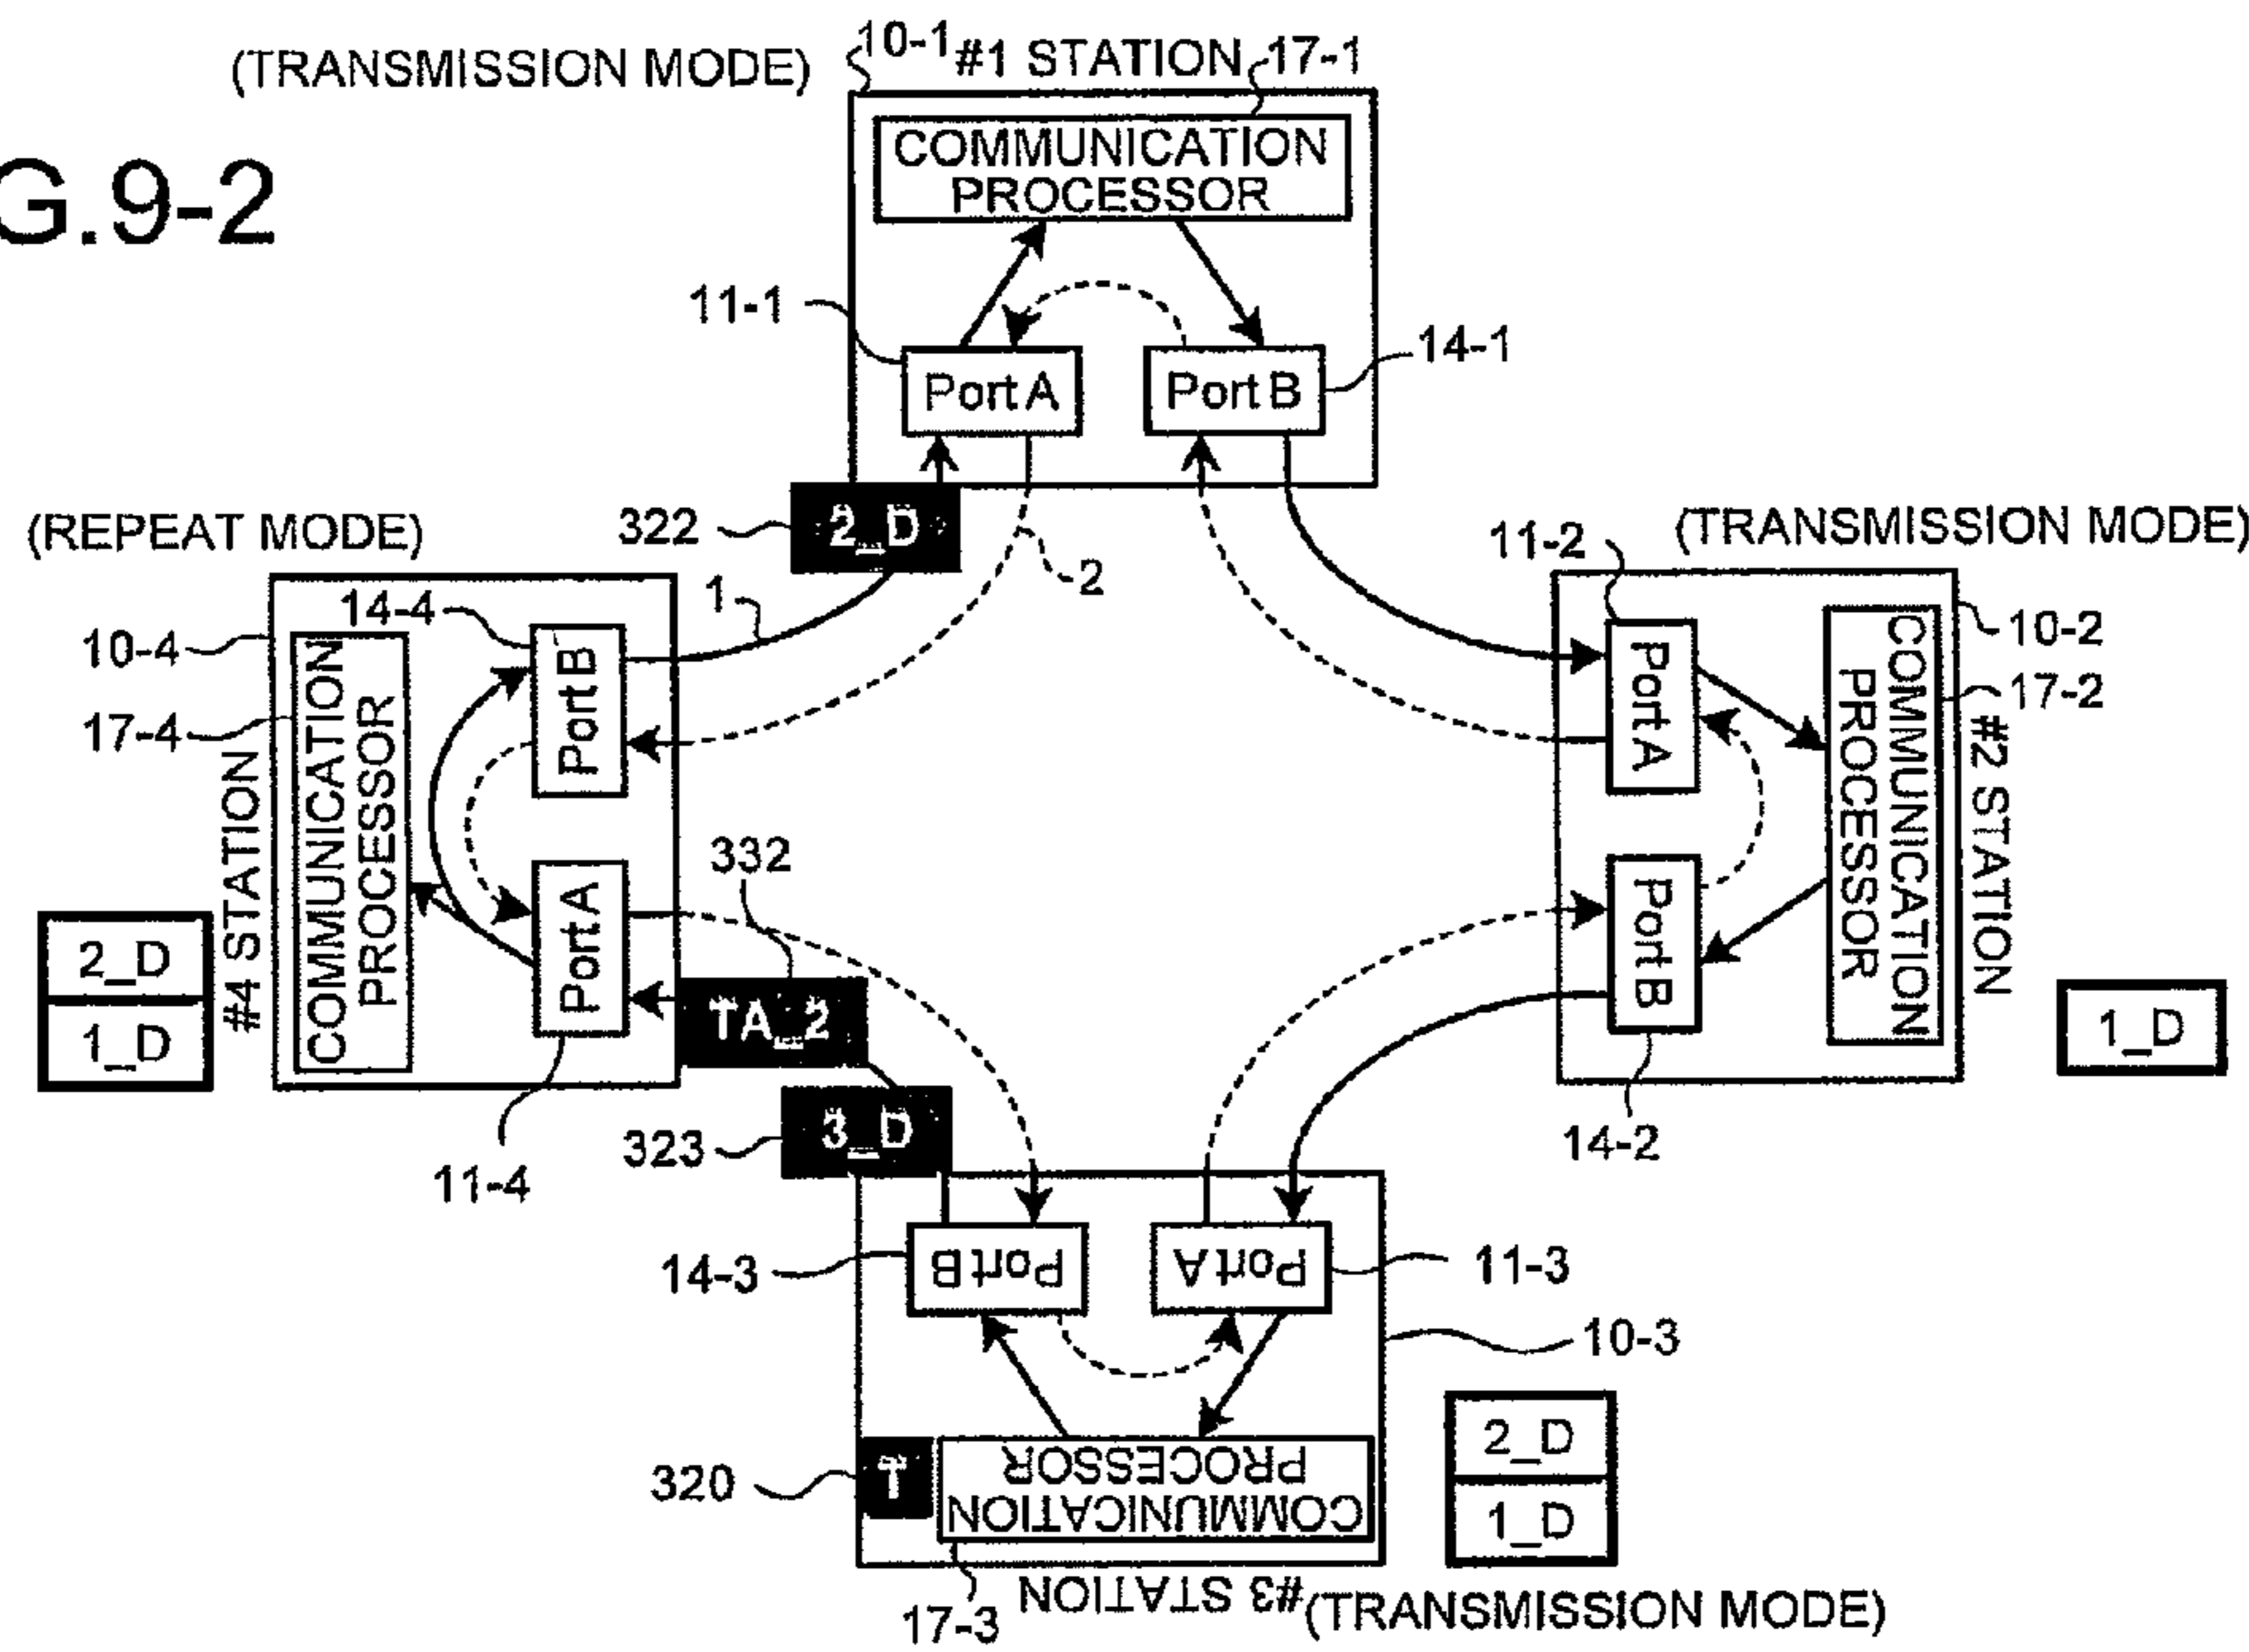 (TRANSMISSION MODE)
10-1
#1 STATION
17-1
G.9-2
COMMUNICATION
PROCESSOR
11-1
14-1
Port A
Port B
322
2_D
2
(REPEAT MODE)
11-2
(TRANSMISSION MODE)
1
14-4
10-4
17-4
Port B
COMMUNICATION
PROCESSOR
#4 STATION
Port A
10-2
17-2
COMMUNICATION
PROCESSOR
#2 STATION
Port A
Port B
332
2_D
1_D
TA_2
1_D
323
3_D
14-2
11-4
14-3
Port B
Port A
11-3
10-3
320
T
COMMUNICATION
PROCESSOR
2_D
1_D
17-3
#3 STATION
(TRANSMISSION MODE)